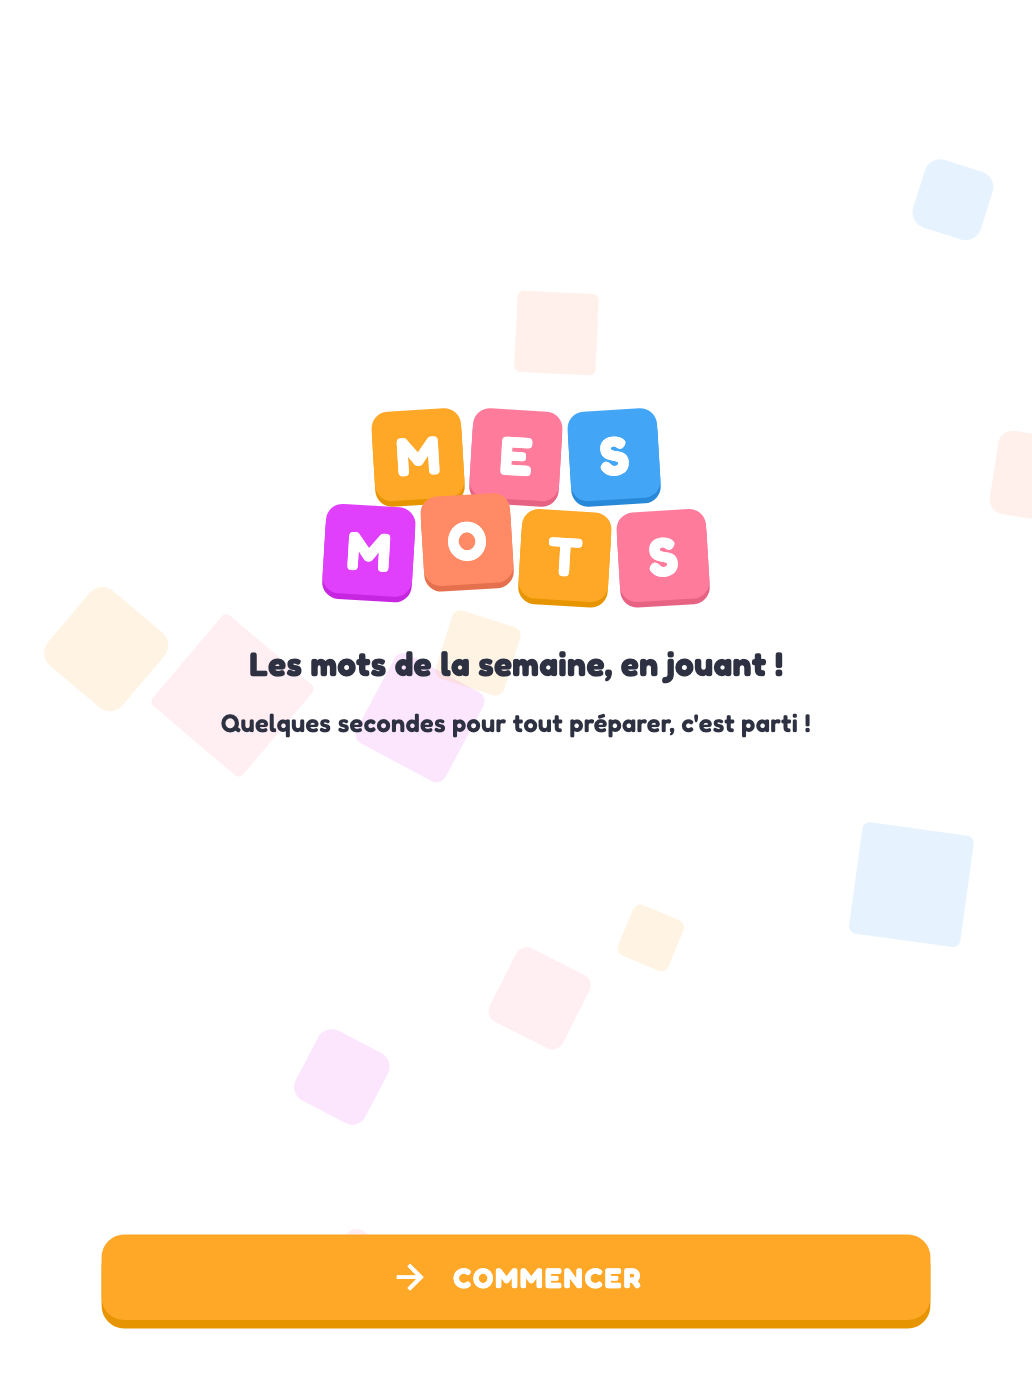 MES
MOTS
Les mots de la semaine, en jouant !
Quelques secondes pour tout préparer, c'est parti !
→ COMMENCER